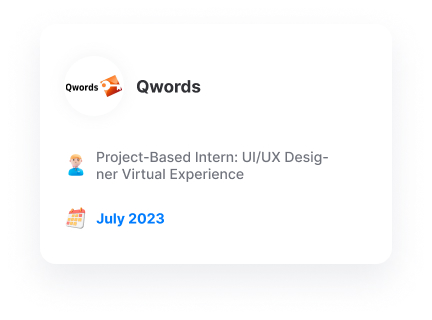 Qwords
Qwords
Project-Based Intern: UI/UX Desig-
ner Virtual Experience
July 2023